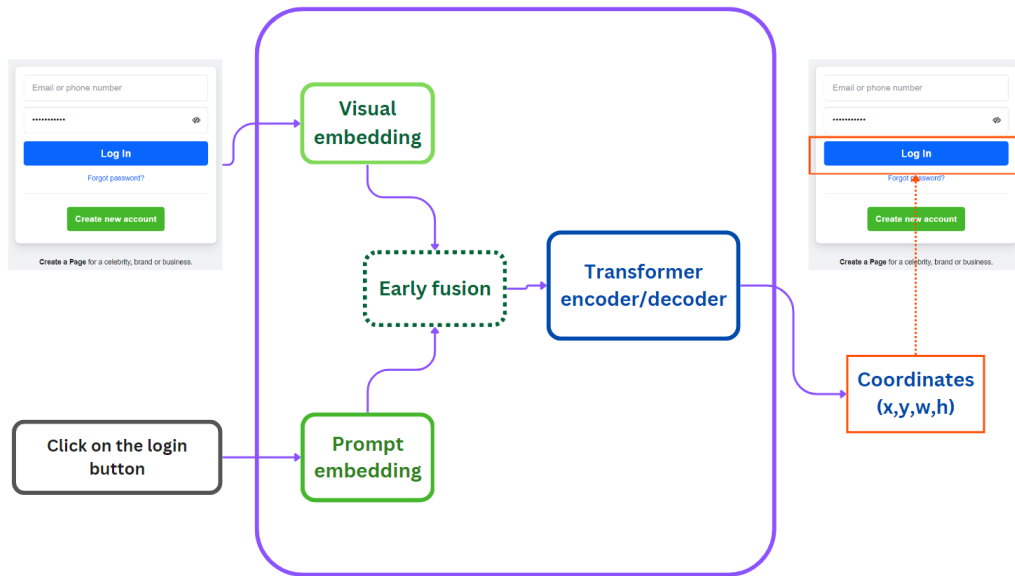 Email or phone number
•••••••••••
Log In
Forgot password?
Create new account
Create a Page for a celebrity, brand or business.
Click on the login
button
Visual
embedding
Early fusion
Prompt
embedding
Transformer
encoder/decoder
Email or phone number
•••••••••••
Log In
Forgot password?
Create new account
Create a Page for a celebrity, brand or business.
Coordinates
(x,y,w,h)